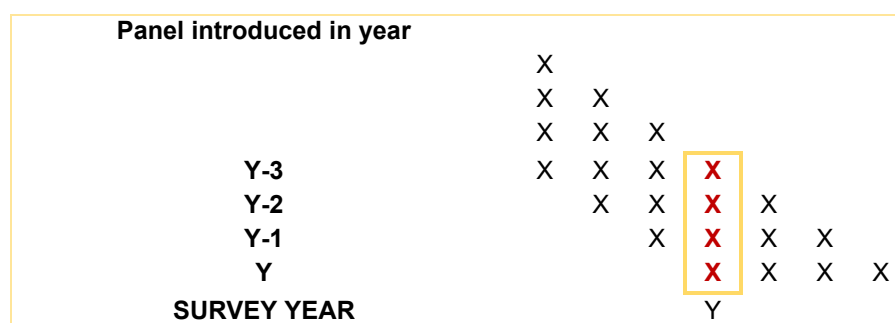 Panel introduced in year
X
X X
X X X
Y-3 X X X X
Y-2 X X X X
Y-1 X X X X
Y X X X X
SURVEY YEAR Y